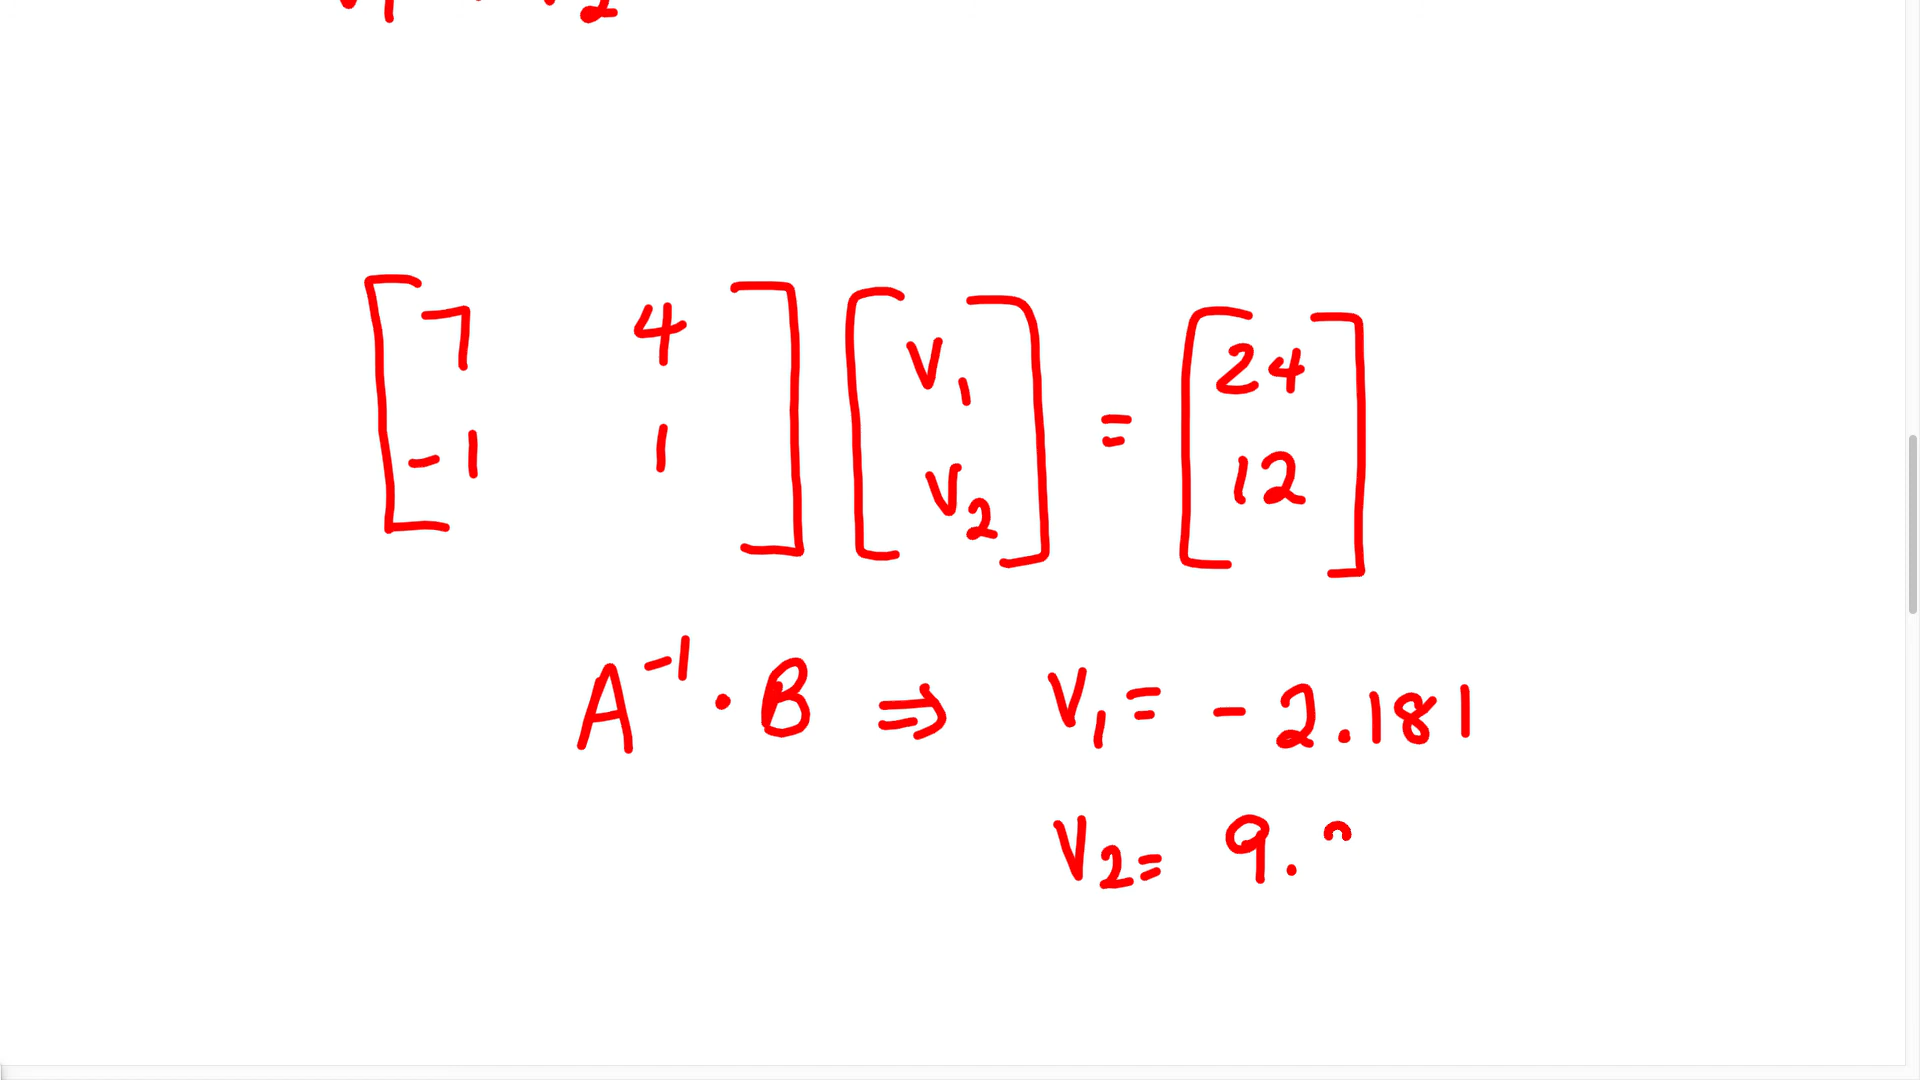 [7 4] [V₁] = [24]
[-1 1] [V₂] [12]
A⁻¹ · B ⇒ V₁ = - 2.181
V₂ = 9.